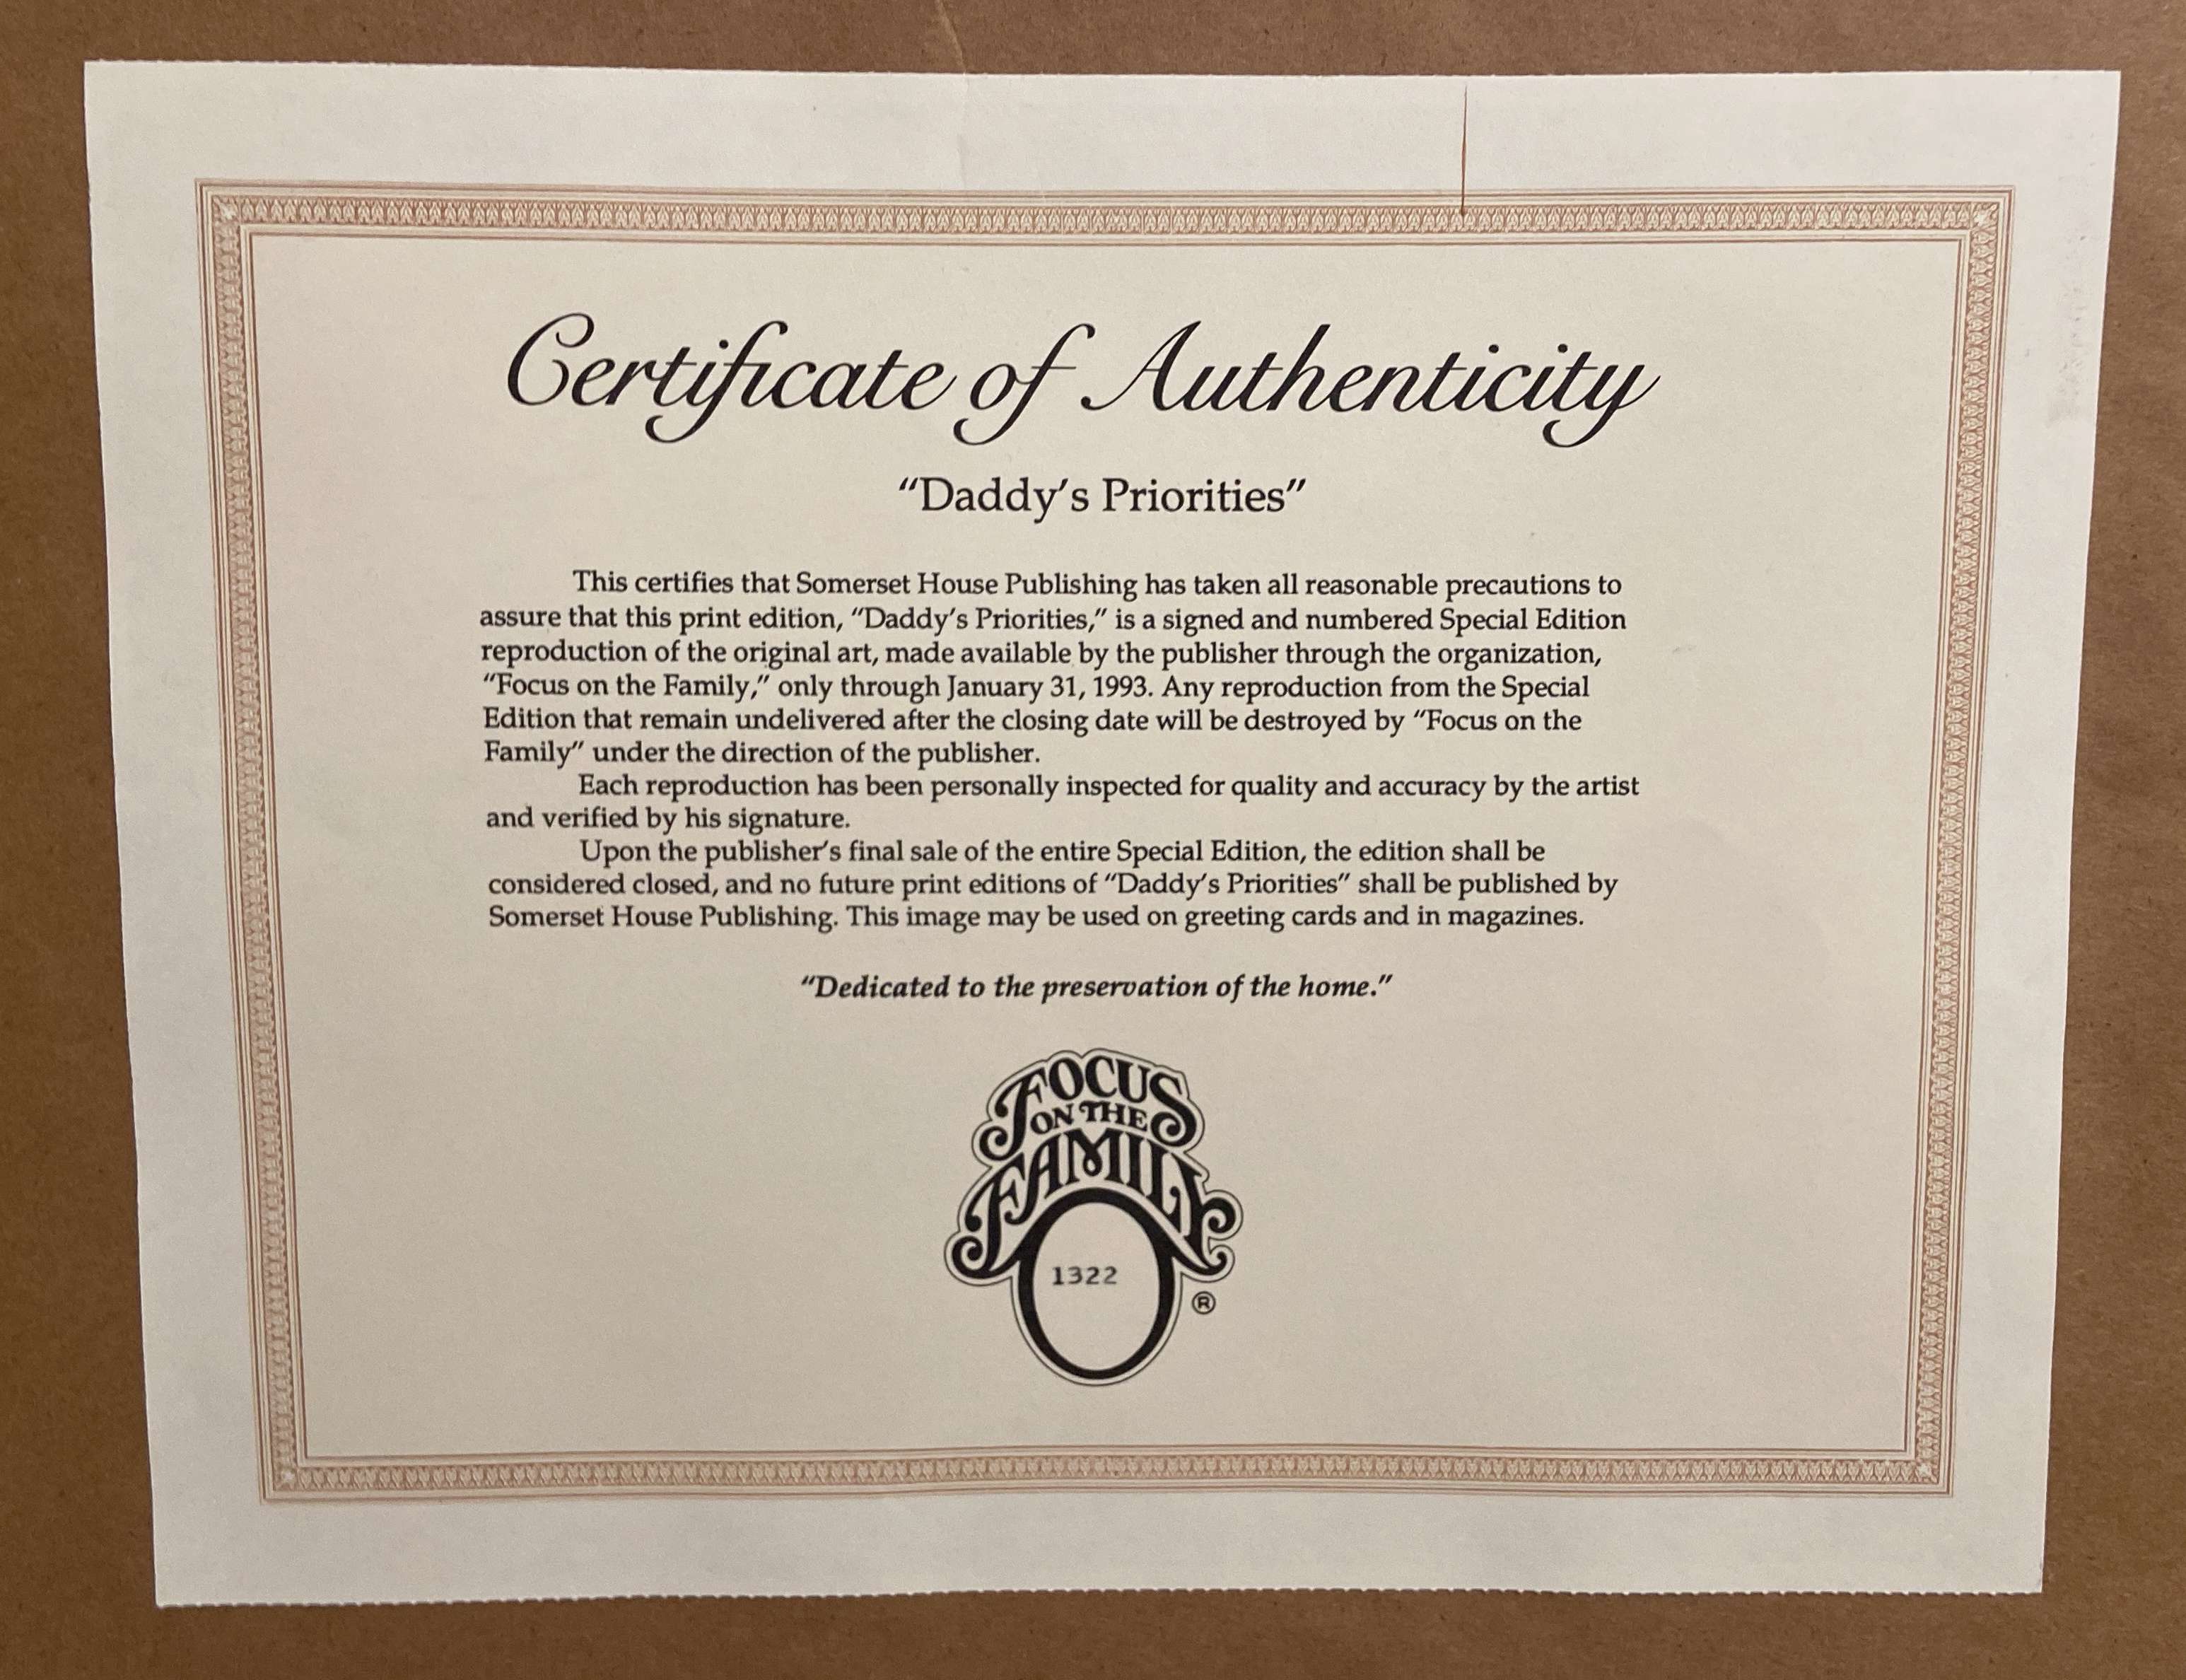 Certificate of Authenticity
“Daddy’s Priorities”
This certifies that Somerset House Publishing has taken all reasonable precautions to
assure that this print edition, “Daddy’s Priorities,” is a signed and numbered Special Edition
reproduction of the original art, made available by the publisher through the organization,
“Focus on the Family,” only through January 31, 1993. Any reproduction from the Special
Edition that remain undelivered after the closing date will be destroyed by “Focus on the
Family” under the direction of the publisher.
Each reproduction has been personally inspected for quality and accuracy by the artist
and verified by his signature.
Upon the publisher’s final sale of the entire Special Edition, the edition shall be
considered closed, and no future print editions of “Daddy’s Priorities” shall be published by
Somerset House Publishing. This image may be used on greeting cards and in magazines.
“Dedicated to the preservation of the home.”
FOCUS
ON THE
FAMILY
1322
®